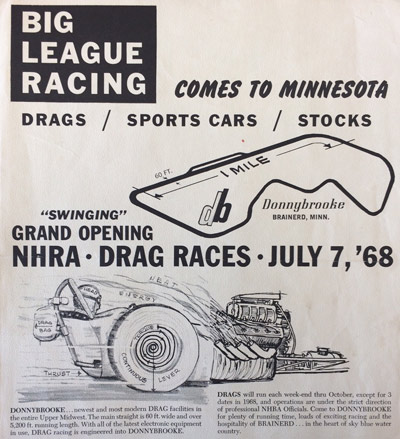 BIG
LEAGUE
RACING
COMES TO MINNESOTA
DRAGS / SPORTS CARS / STOCKS
60 FT.
1 MILE
db
Donnybrooke
BRAINERD, MINN.
"SWINGING"
GRAND OPENING
NHRA · DRAG RACES · JULY 7, '68
HEAT
ENERGY
HEAD
DRAG
BAG
THRUST
TORQUE
CONTINUOUS LEVER
DONNYBROOKE...newest and most modern DRAG facilities in
the entire Upper Midwest. The main straight is 60 ft. wide and over
5,200 ft. running length. With all of the latest electronic equipment
in use, DRAG racing is engineered into DONNYBROOKE.
DRAGS will run each week-end thru October, except for 3
dates in 1968, and operations are under the strict direction
of professional NHRA Officials. Come to DONNYBROOKE
for plenty of running time, loads of exciting racing and the
hospitality of BRAINERD... in the heart of sky blue water
country.